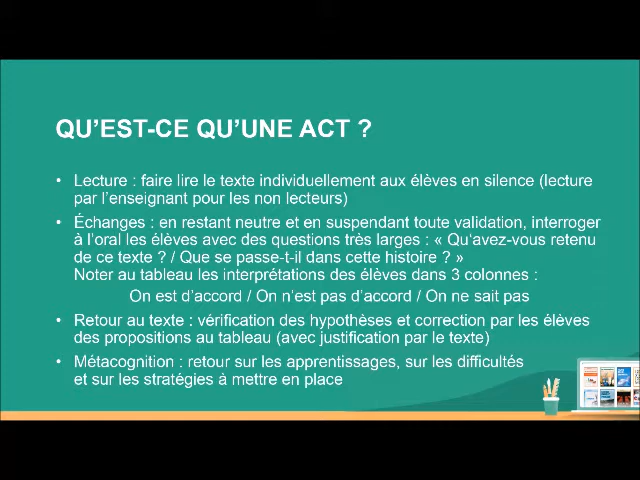 QU'EST-CE QU'UNE ACT ?
• Lecture : faire lire le texte individuellement aux élèves en silence (lecture
par l'enseignant pour les non lecteurs)
• Échanges : en restant neutre et en suspendant toute validation, interroger
à l'oral les élèves avec des questions très larges : « Qu'avez-vous retenu
de ce texte ? / Que se passe-t-il dans cette histoire ? »
Noter au tableau les interprétations des élèves dans 3 colonnes :
On est d'accord / On n'est pas d'accord / On ne sait pas
• Retour au texte : vérification des hypothèses et correction par les élèves
des propositions au tableau (avec justification par le texte)
• Métacognition : retour sur les apprentissages, sur les difficultés
et sur les stratégies à mettre en place